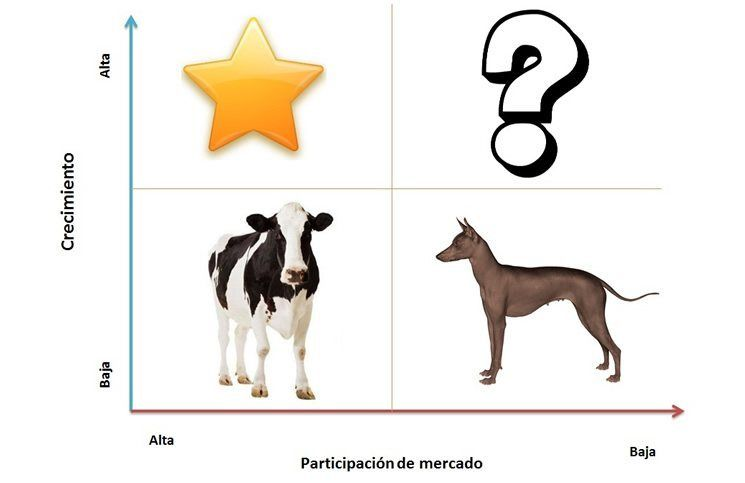 Alta
Crecimiento
Baja
Alta
Baja
Participación de mercado